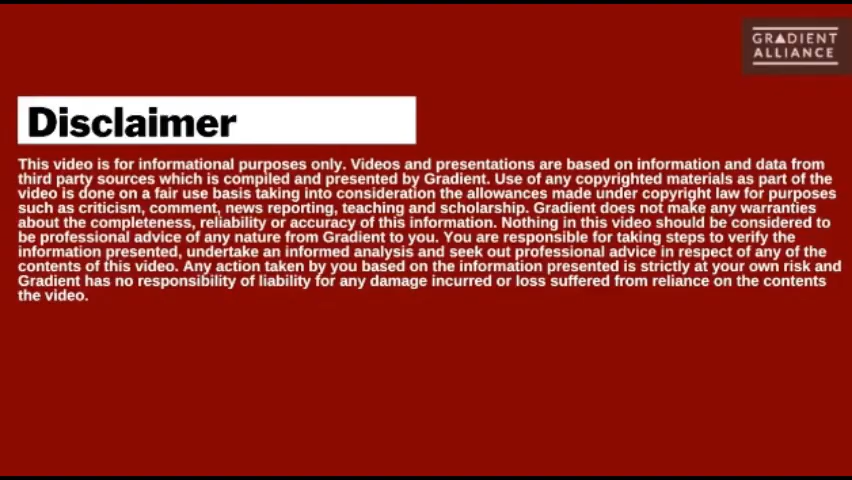 GRADIENT
ALLIANCE
Disclaimer
This video is for informational purposes only. Videos and presentations are based on information and data from
third party sources which is compiled and presented by Gradient. Use of any copyrighted materials as part of the
video is done on a fair use basis taking into consideration the allowances made under copyright law for purposes
such as criticism, comment, news reporting, teaching and scholarship. Gradient does not make any warranties
about the completeness, reliability or accuracy of this information. Nothing in this video should be considered to
be professional advice of any nature from Gradient to you. You are responsible for taking steps to verify the
information presented, undertake an informed analysis and seek out professional advice in respect of any of the
contents of this video. Any action taken by you based on the information presented is strictly at your own risk and
Gradient has no responsibility of liability for any damage incurred or loss suffered from reliance on the contents
the video.